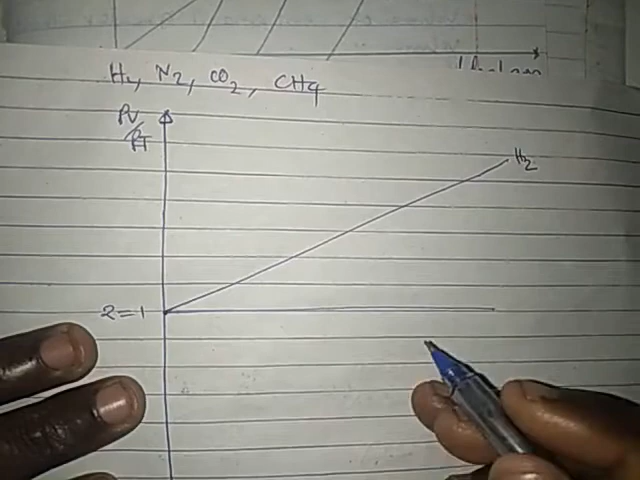 H2, N2, CO2, CH4
PV
RT
H2
Z=1